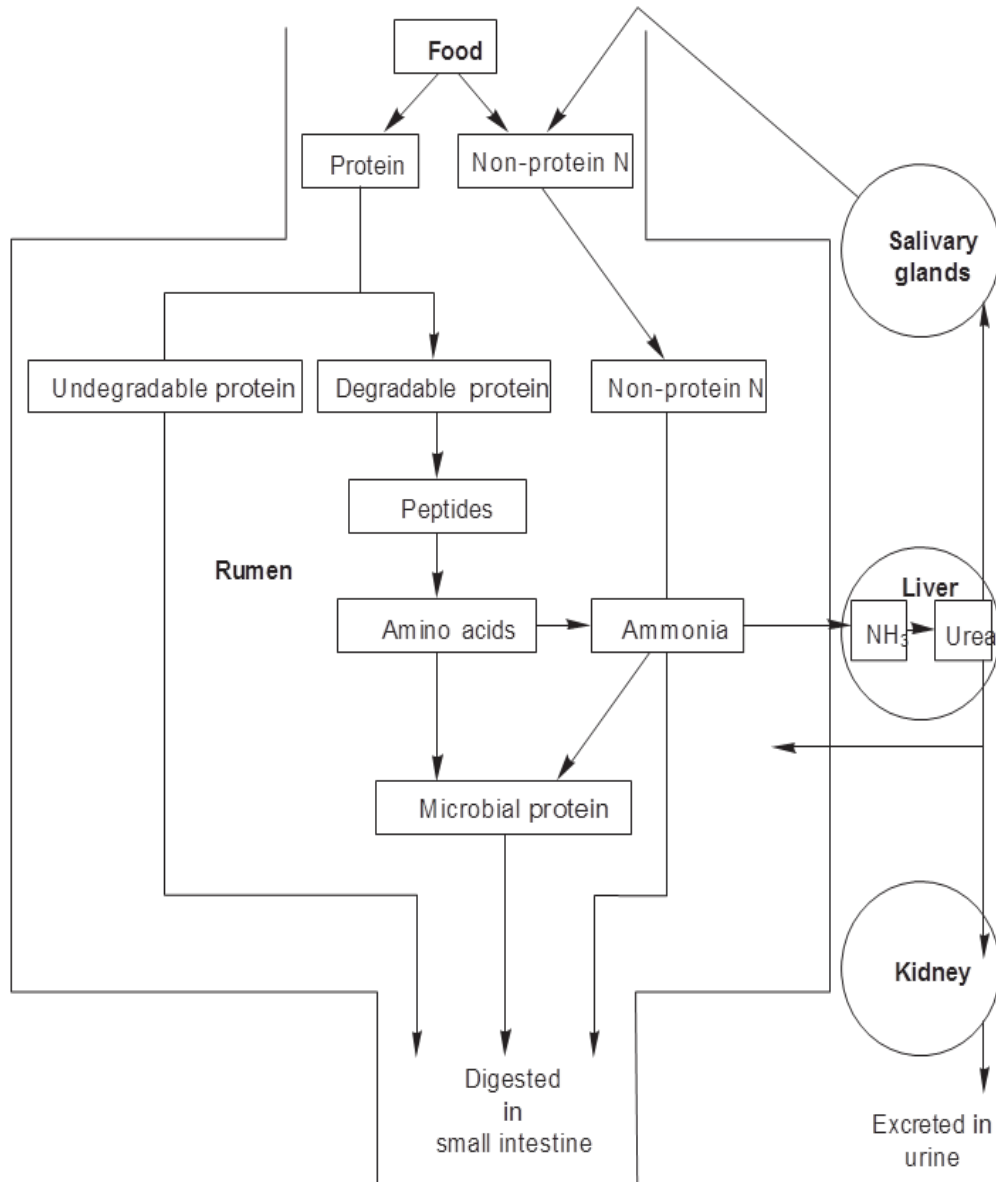 Food
Protein
Non-protein N
Salivary
glands
Undegradable protein
Degradable protein
Non-protein N
Peptides
Rumen
Liver
Amino acids
Ammonia
NH₃
Urea
Microbial protein
Kidney
Digested
in
small intestine
Excreted in
urine